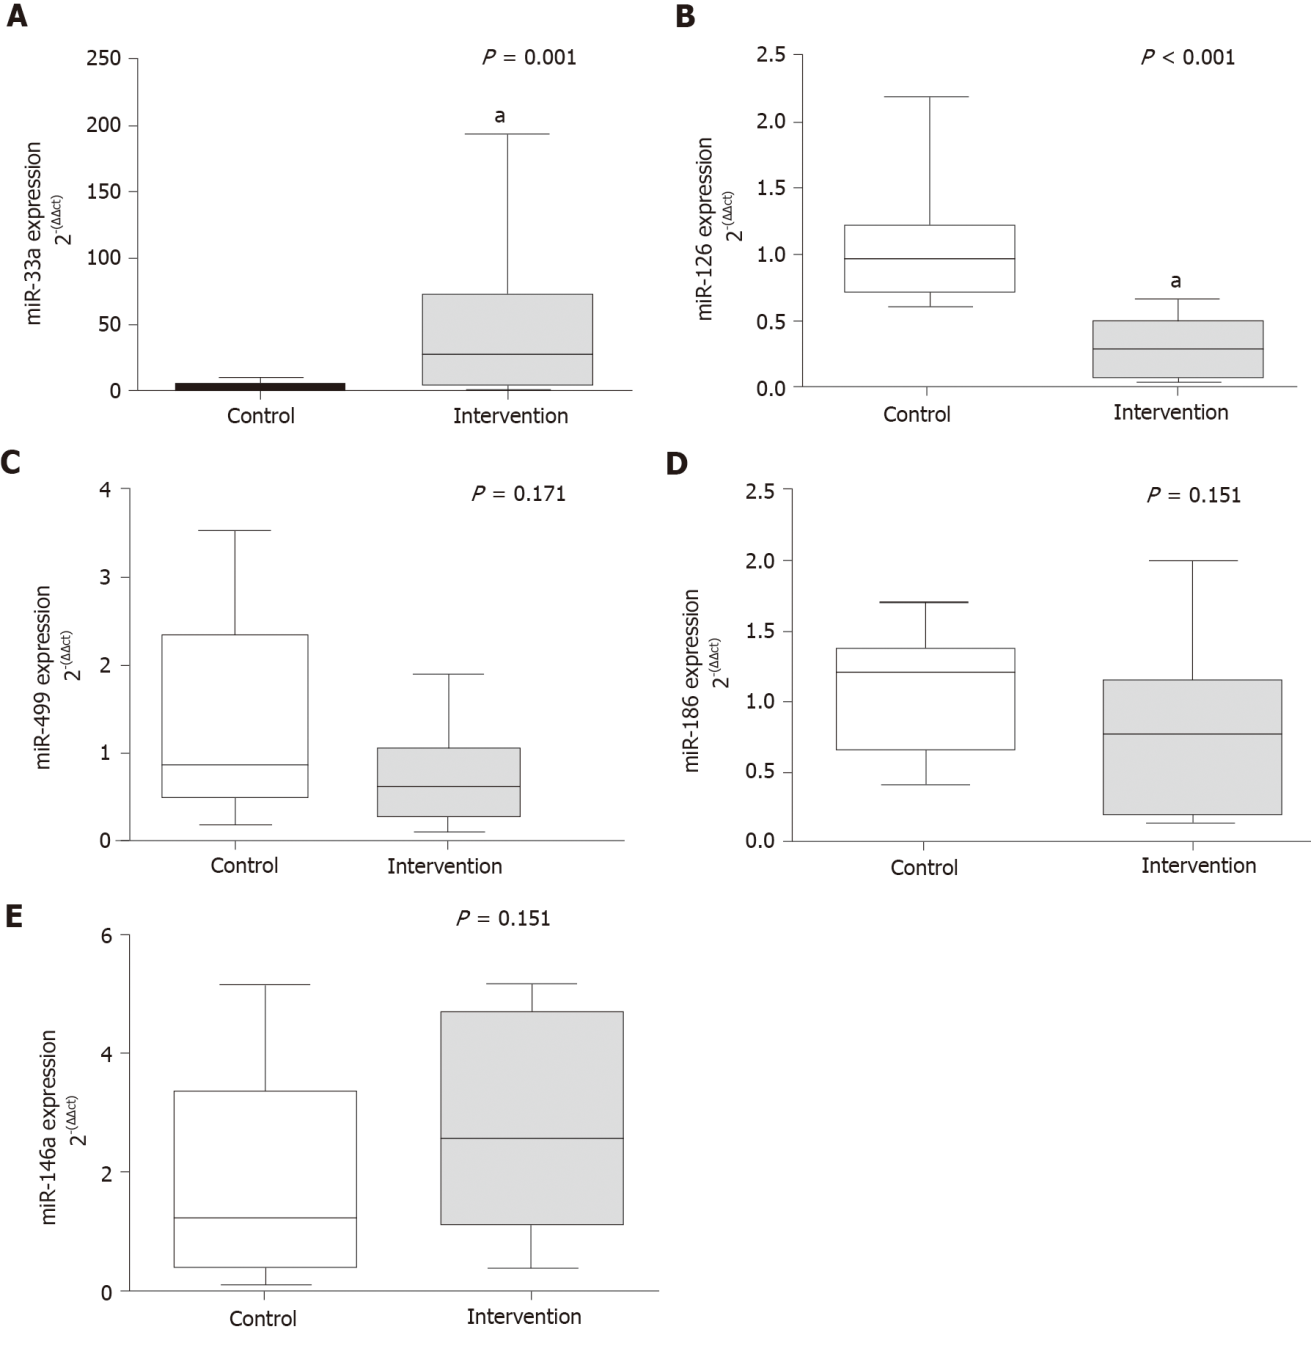 A
P = 0.001
miR-33a expression
2-(ΔΔct)
250
200
150
100
50
0
a
Control
Intervention
B
P < 0.001
miR-126 expression
2-(ΔΔct)
2.5
2.0
1.5
1.0
0.5
0.0
a
Control
Intervention
C
P = 0.171
miR-499 expression
2-(ΔΔct)
4
3
2
1
0
Control
Intervention
D
P = 0.151
miR-186 expression
2-(ΔΔct)
2.5
2.0
1.5
1.0
0.5
0.0
Control
Intervention
E
P = 0.151
miR-146a expression
2-(ΔΔct)
6
4
2
0
Control
Intervention